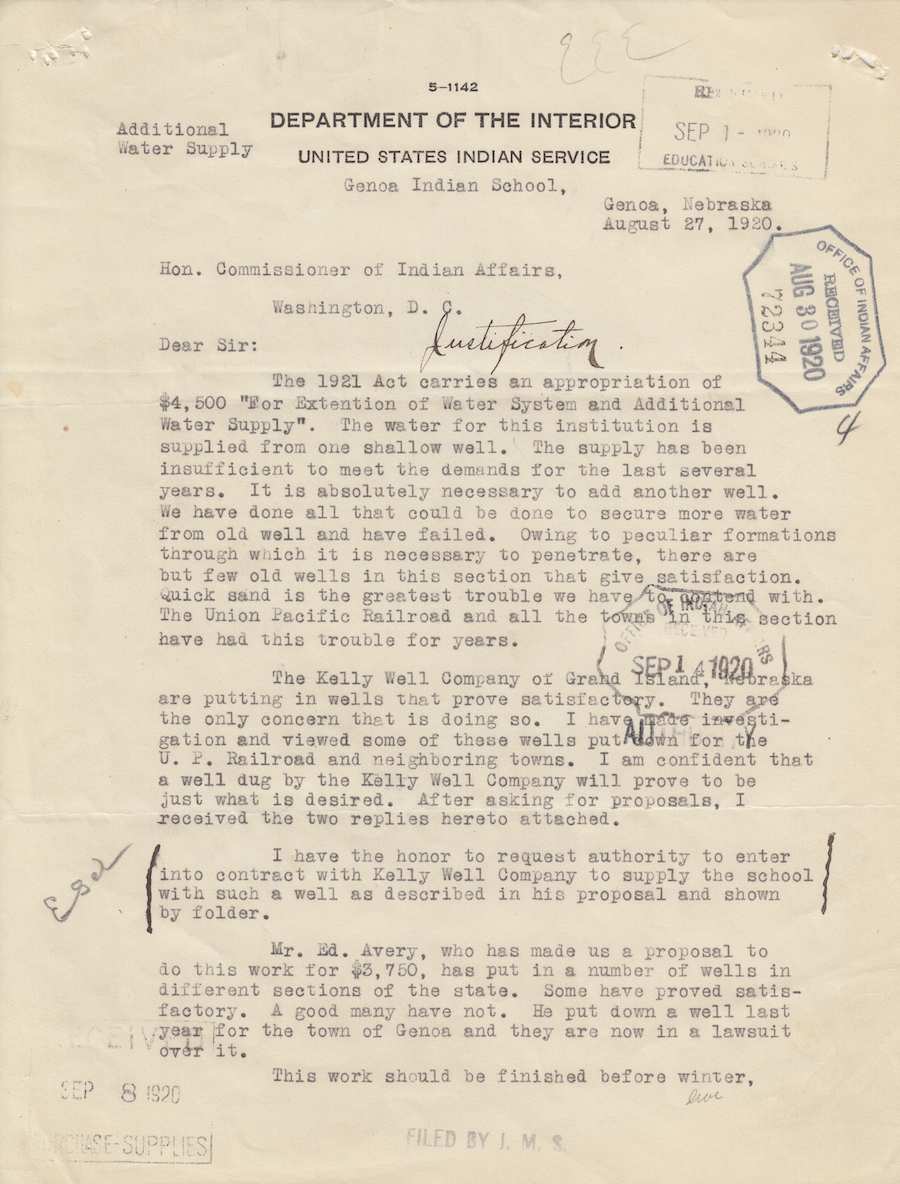 5-1142
DEPARTMENT OF THE INTERIOR
UNITED STATES INDIAN SERVICE
Additional
Water Supply
SEP 1 - 1920
EDUCATION
Genoa Indian School,
Genoa, Nebraska
August 27, 1920.
OFFICE OF INDIAN AFFAIRS
RECEIVED
AUG 30 1920
72344
4
Hon. Commissioner of Indian Affairs,
Washington, D. C.
Dear Sir:
Justification.
The 1921 Act carries an appropriation of
$4,500 "For Extention of Water System and Additional
Water Supply". The water for this institution is
supplied from one shallow well. The supply has been
insufficient to meet the demands for the last several
years. It is absolutely necessary to add another well.
We have done all that could be done to secure more water
from old well and have failed. Owing to peculiar formations
through which it is necessary to penetrate, there are
but few old wells in this section that give satisfaction.
Quick sand is the greatest trouble we have to contend with.
The Union Pacific Railroad and all the towns in this section
have had this trouble for years.
OFFICE OF INDIAN AFFAIRS
RECEIVED
SEP 14 1920
The Kelly Well Company of Grand Island, Nebraska
are putting in wells that prove satisfactory. They are
the only concern that is doing so. I have made investi-
gation and viewed some of these wells put down for the
U. P. Railroad and neighboring towns. I am confident that
a well dug by the Kelly Well Company will prove to be
just what is desired. After asking for proposals, I
received the two replies hereto attached.
I have the honor to request authority to enter
into contract with Kelly Well Company to supply the school
with such a well as described in his proposal and shown
by folder.
Mr. Ed. Avery, who has made us a proposal to
do this work for $3,750, has put in a number of wells in
different sections of the state. Some have proved satis-
factory. A good many have not. He put down a well last
year for the town of Genoa and they are now in a lawsuit
over it.
This work should be finished before winter,
RECEIVED
SEP 8 1920
PURCHASE-SUPPLIES
FILED BY J. M. S.